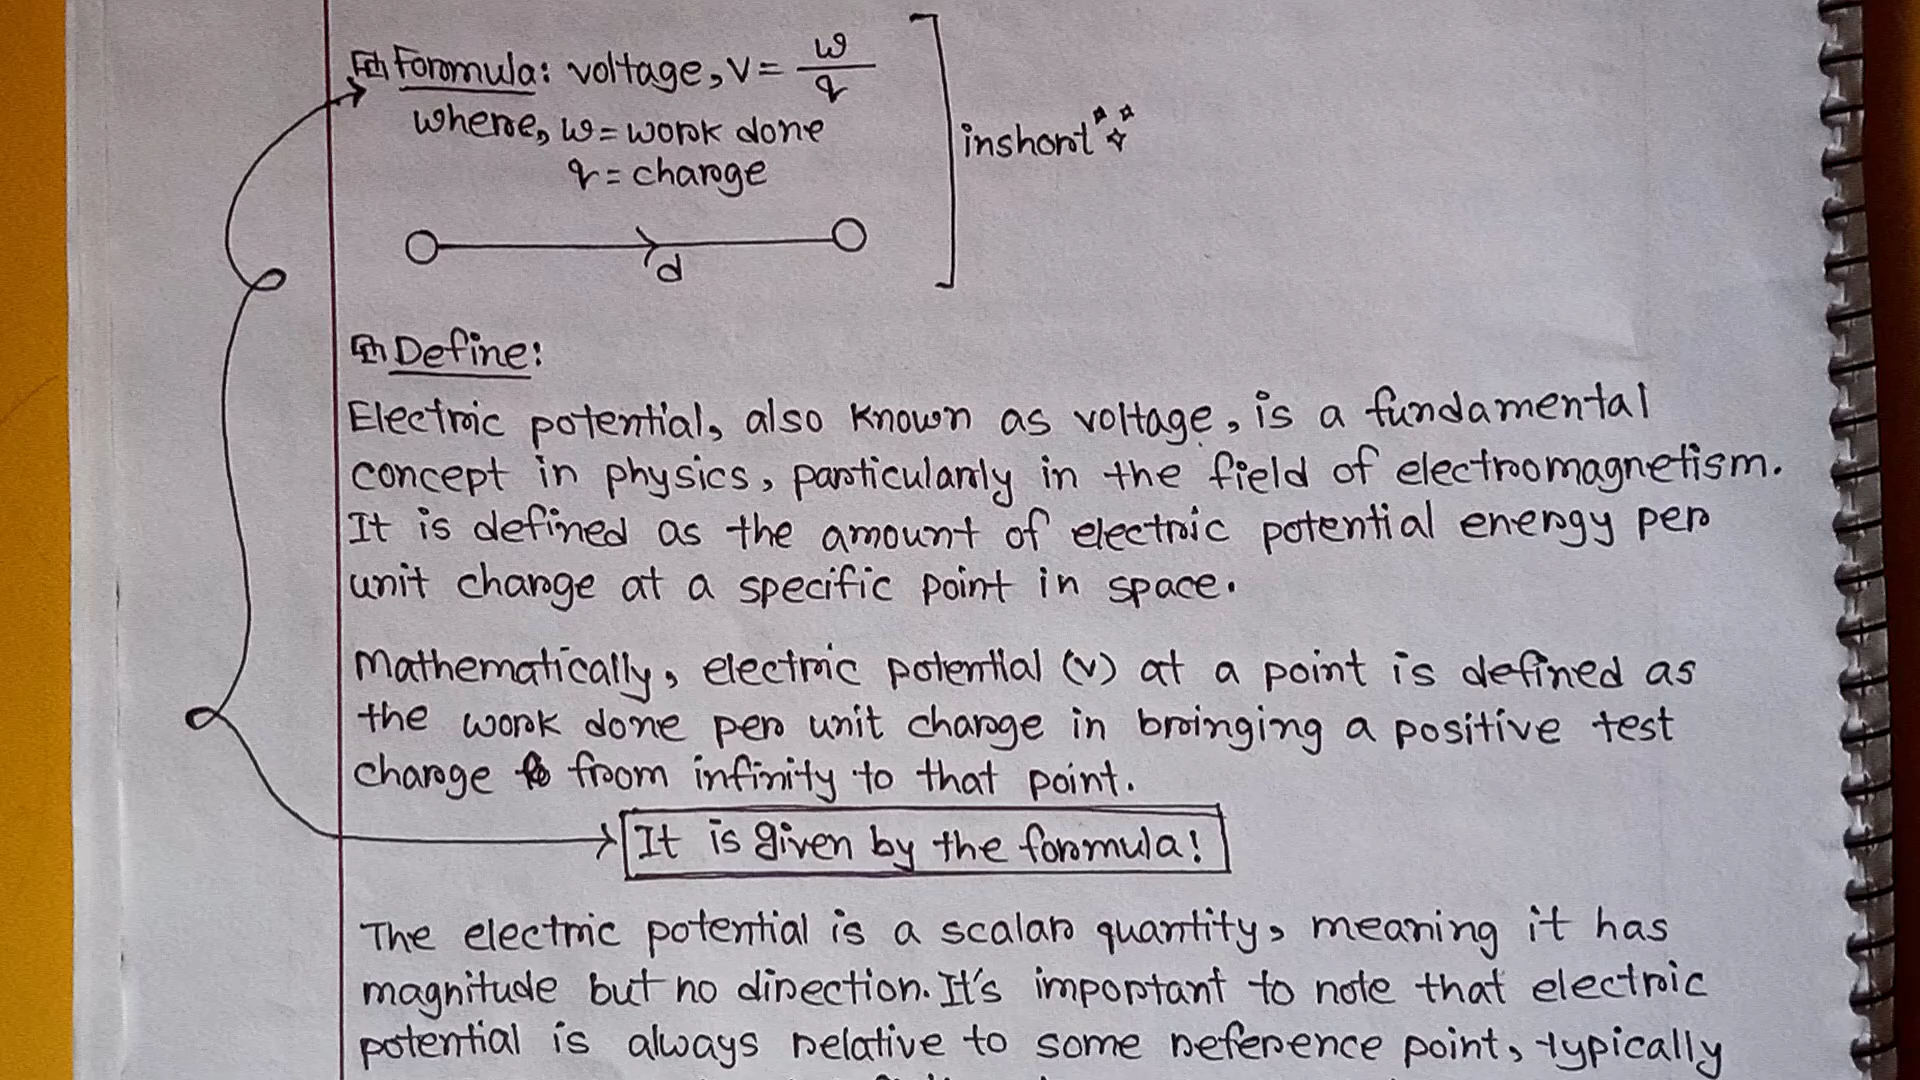 Formula: voltage, V = w/q
where, w = work done
q = charge
inshort
d
Define:
Electric potential, also known as voltage, is a fundamental
concept in physics, particularly in the field of electromagnetism.
It is defined as the amount of electric potential energy per
unit charge at a specific point in space.
Mathematically, electric potential (V) at a point is defined as
the work done per unit charge in bringing a positive test
charge from infinity to that point.
It is given by the formula!
The electric potential is a scalar quantity, meaning it has
magnitude but no direction. It's important to note that electric
potential is always relative to some reference point, typically